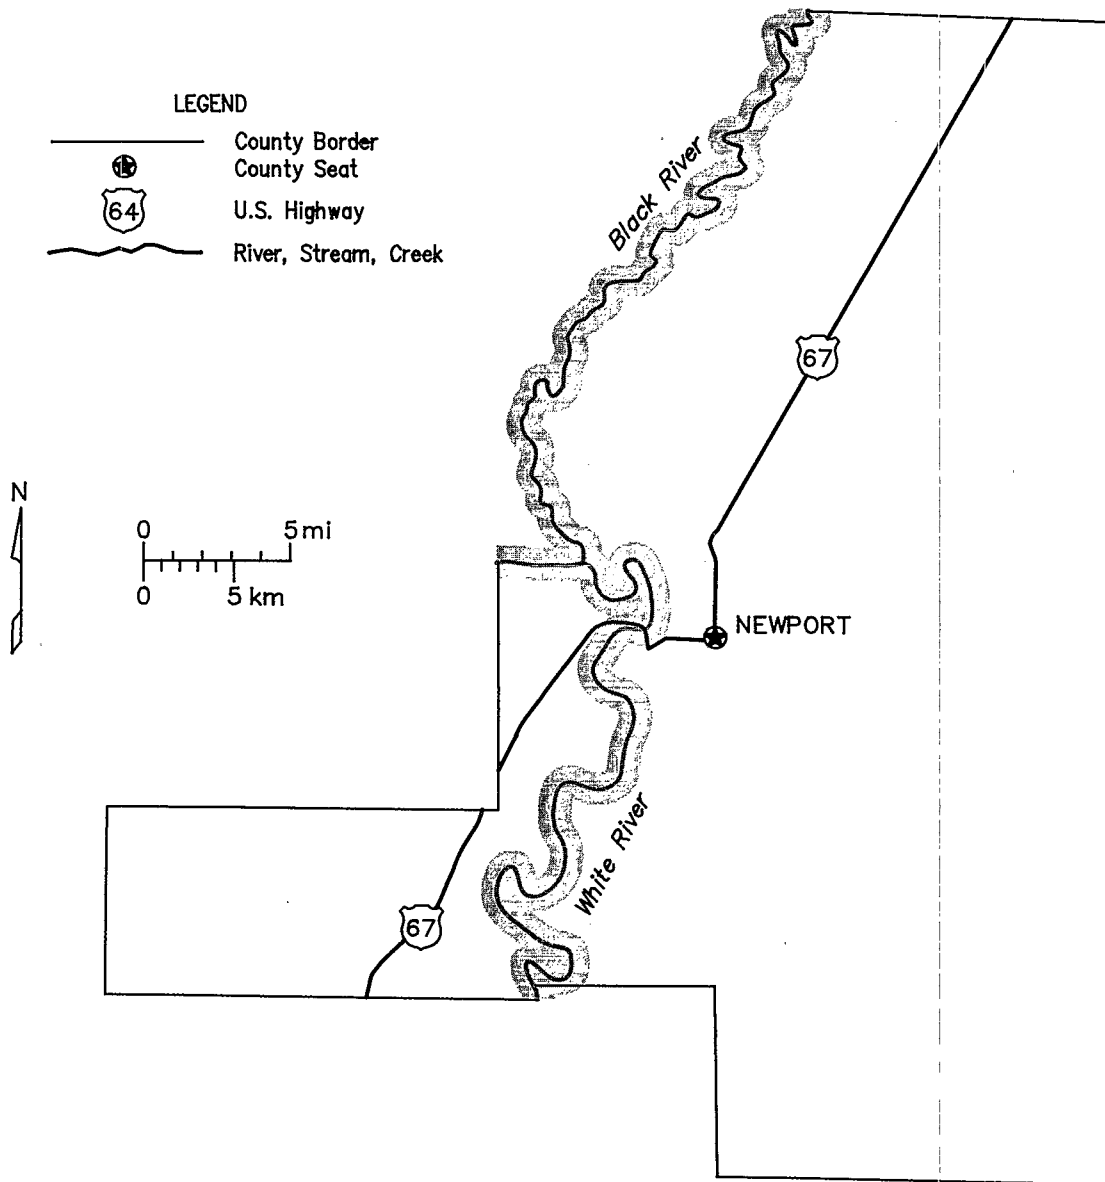 LEGEND
County Border
County Seat
64 U.S. Highway
River, Stream, Creek
Black River
67
N
0 5 mi
0 5 km
NEWPORT
White River
67